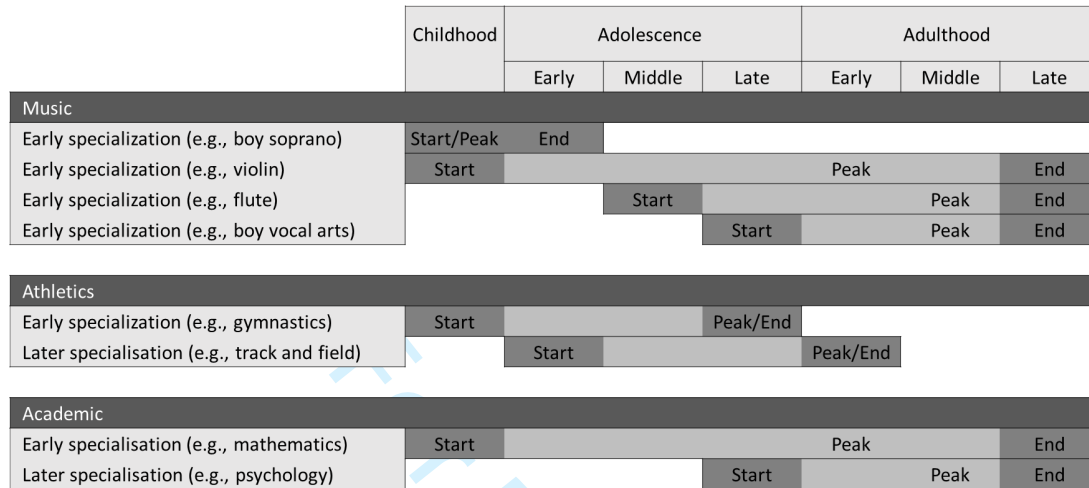 Childhood Adolescence Adulthood
Early Middle Late Early Middle Late
Music
Early specialization (e.g., boy soprano) Start/Peak End
Early specialization (e.g., violin) Start Peak End
Early specialization (e.g., flute) Start Peak End
Early specialization (e.g., boy vocal arts) Start Peak End
Athletics
Early specialization (e.g., gymnastics) Start Peak/End
Later specialisation (e.g., track and field) Start Peak/End
Academic
Early specialisation (e.g., mathematics) Start Peak End
Later specialisation (e.g., psychology) Start Peak End